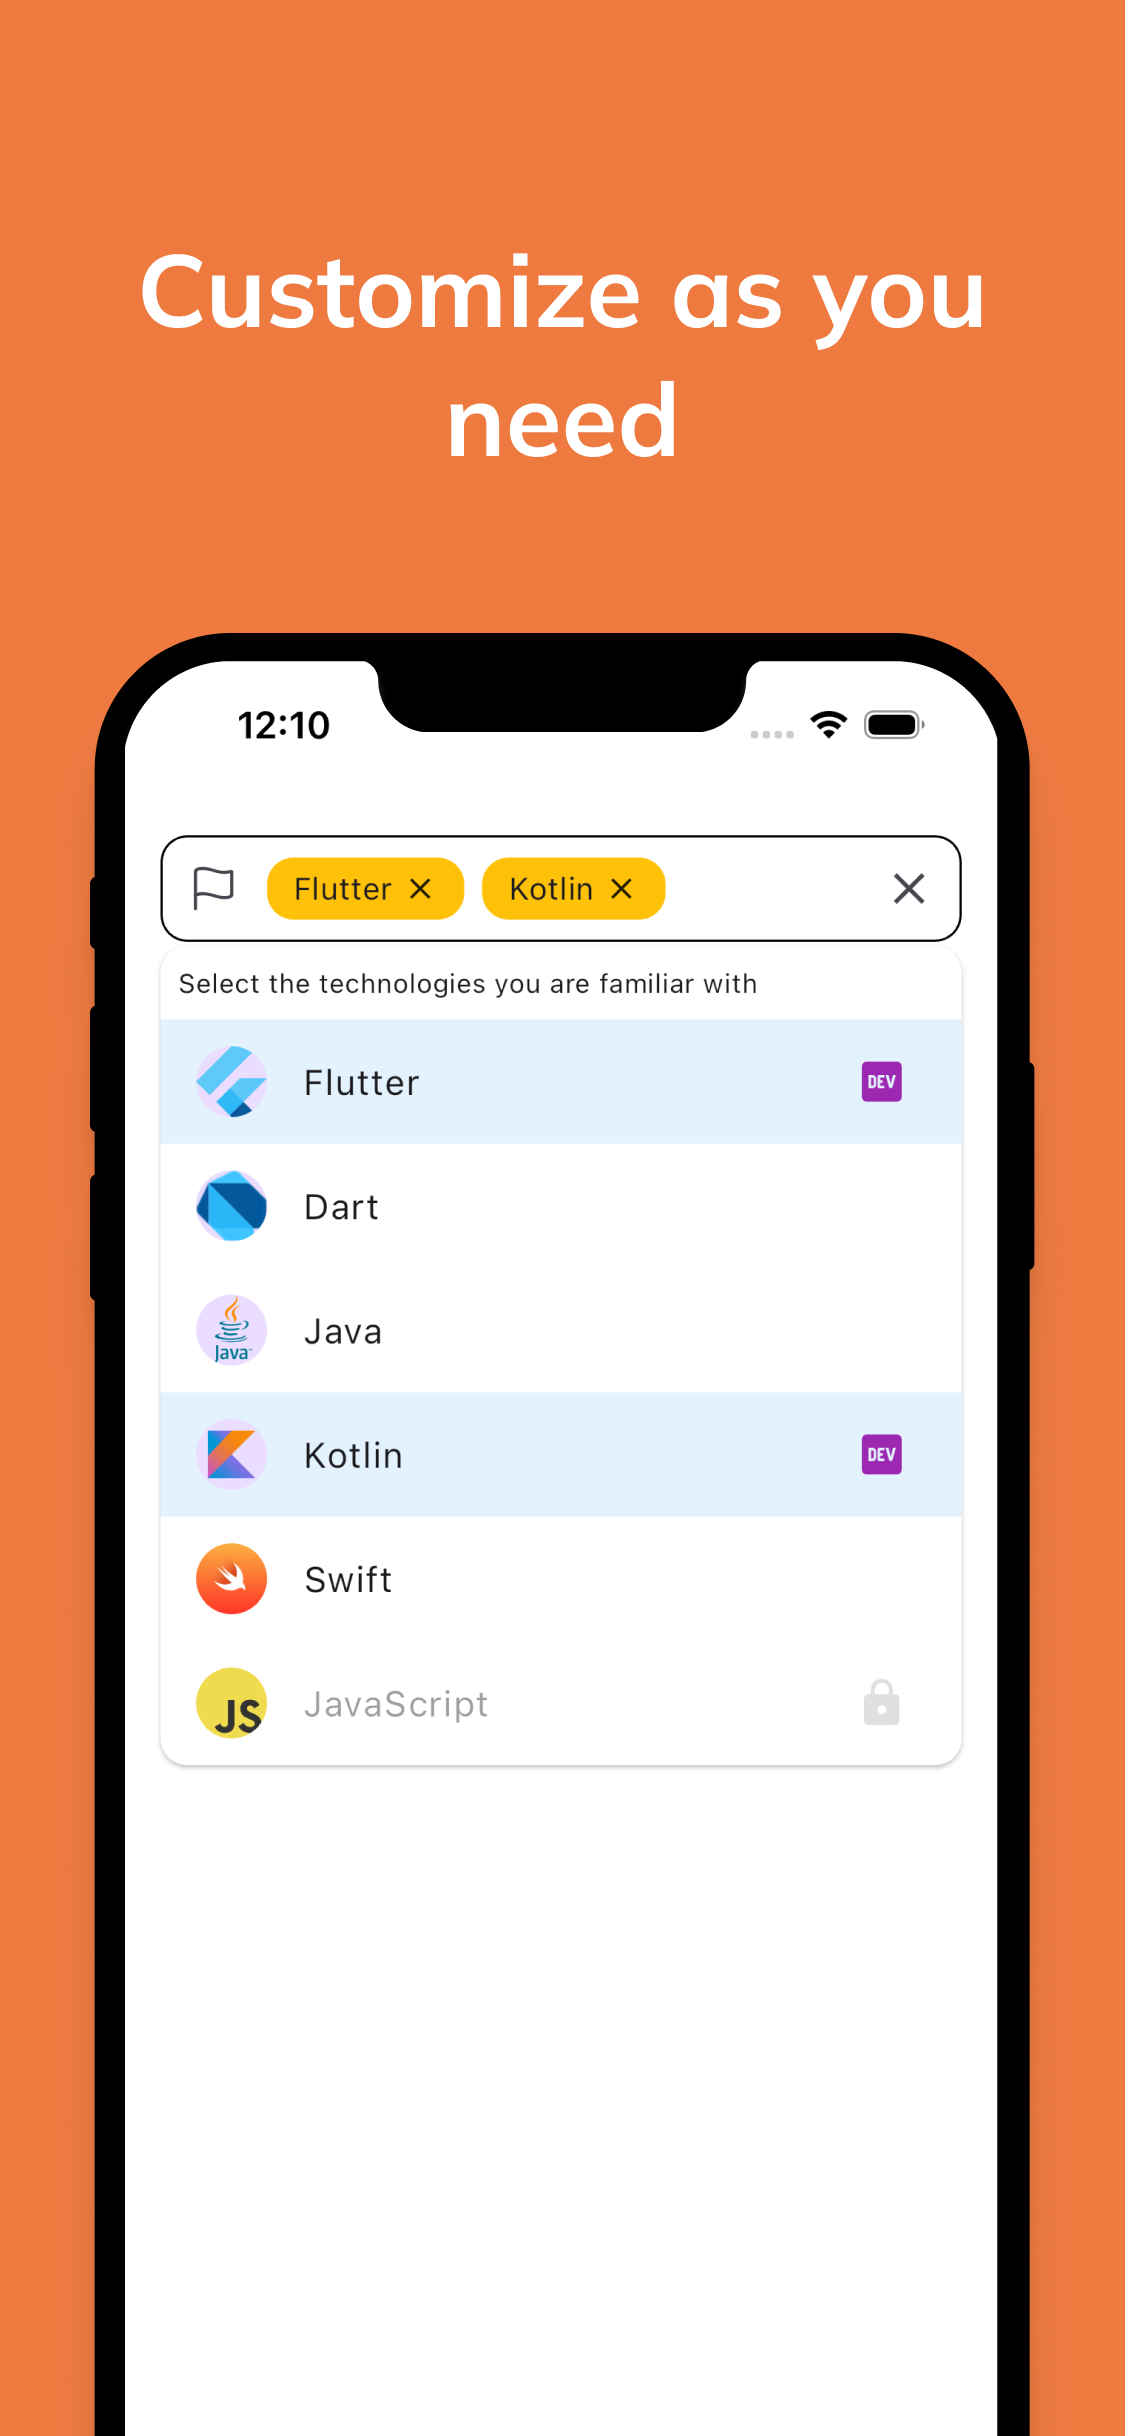 Customize as you
need
12:10
Flutter Kotlin
Select the technologies you are familiar with
Flutter DEV
Dart
Java Java
Kotlin DEV
Swift
JS JavaScript